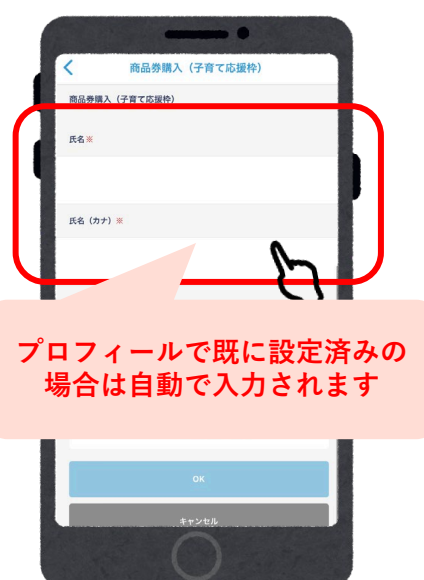 商品券購入（子育て応援枠）
商品券購入（子育て応援枠）
氏名※
氏名（カナ）※
プロフィールで既に設定済みの
場合は自動で入力されます
OK
キャンセル